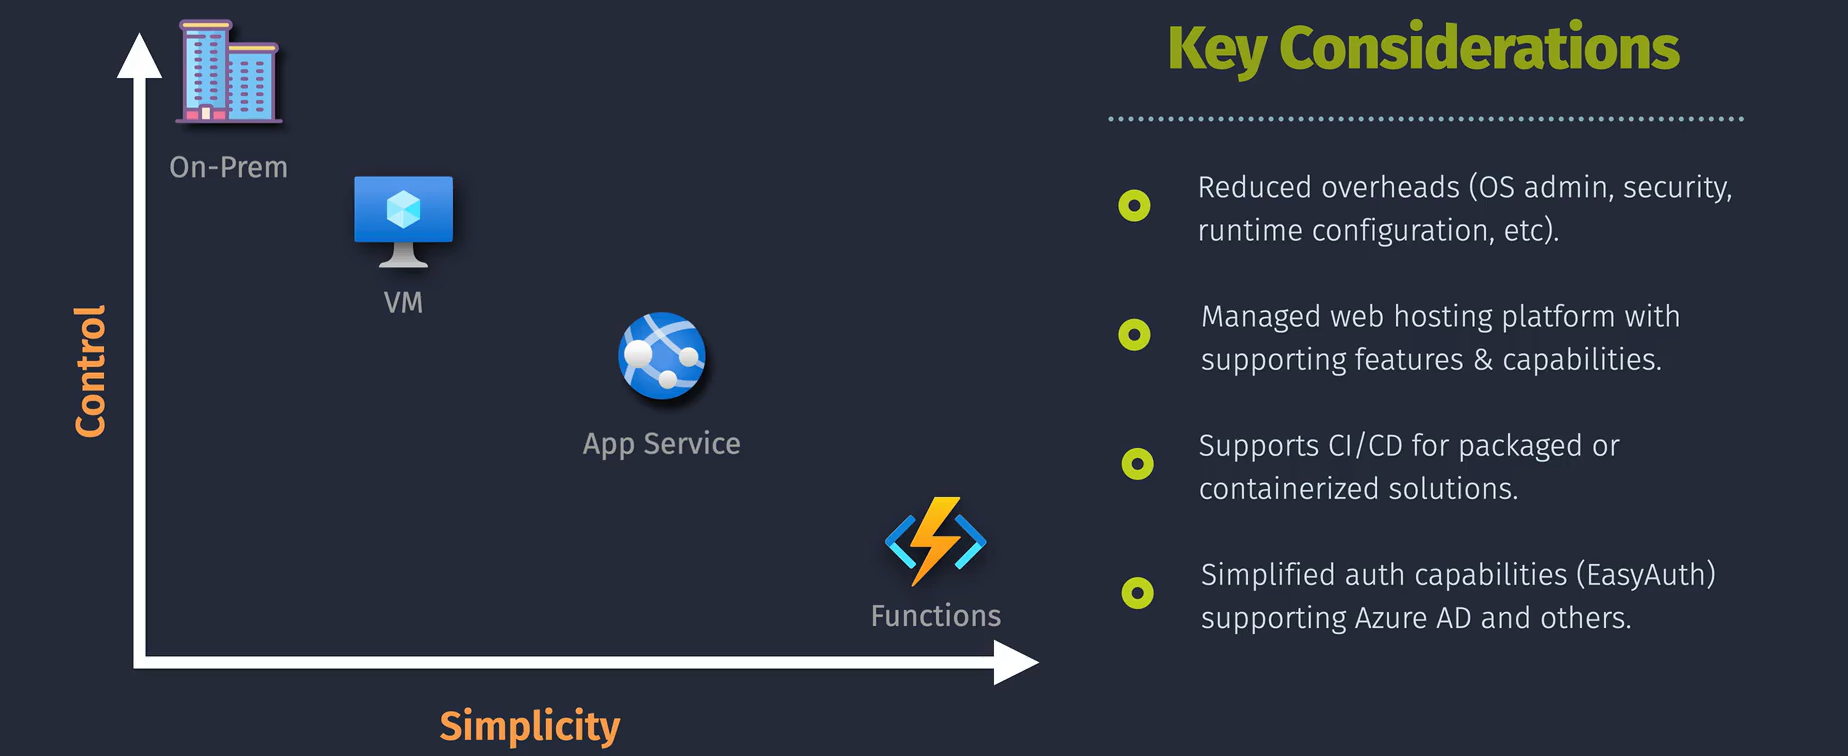 On-Prem
VM
App Service
Functions
Control
Simplicity
Key Considerations
Reduced overheads (OS admin, security,
runtime configuration, etc).
Managed web hosting platform with
supporting features & capabilities.
Supports CI/CD for packaged or
containerized solutions.
Simplified auth capabilities (EasyAuth)
supporting Azure AD and others.